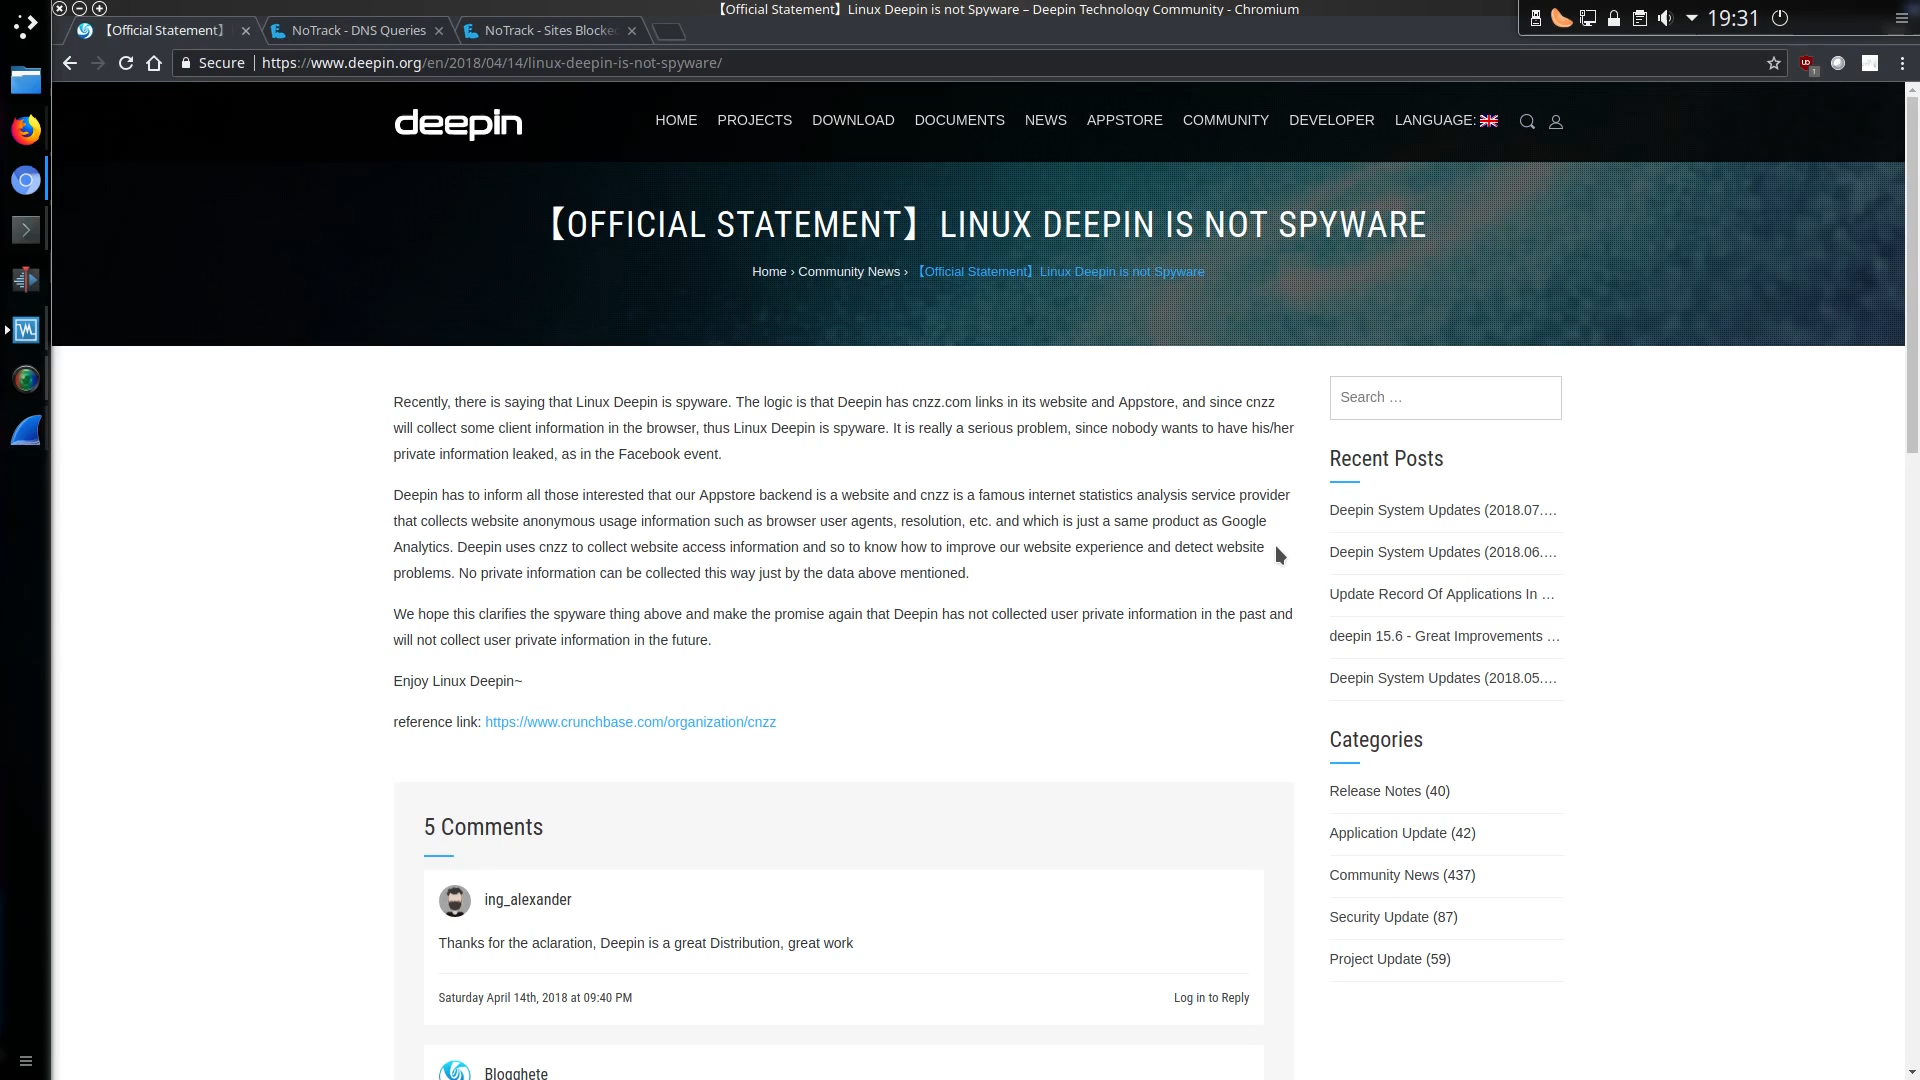 【Official Statement】Linux Deepin is not Spyware – Deepin Technology Community - Chromium
19:31
【Official Statement】
NoTrack - DNS Queries
NoTrack - Sites Blocke
Secure
https://www.deepin.org/en/2018/04/14/linux-deepin-is-not-spyware/
deepin
HOME PROJECTS DOWNLOAD DOCUMENTS NEWS APPSTORE COMMUNITY DEVELOPER LANGUAGE:
【OFFICIAL STATEMENT】LINUX DEEPIN IS NOT SPYWARE
Home › Community News › 【Official Statement】Linux Deepin is not Spyware
Recently, there is saying that Linux Deepin is spyware. The logic is that Deepin has cnzz.com links in its website and Appstore, and since cnzz
will collect some client information in the browser, thus Linux Deepin is spyware. It is really a serious problem, since nobody wants to have his/her
private information leaked, as in the Facebook event.
Deepin has to inform all those interested that our Appstore backend is a website and cnzz is a famous internet statistics analysis service provider
that collects website anonymous usage information such as browser user agents, resolution, etc. and which is just a same product as Google
Analytics. Deepin uses cnzz to collect website access information and so to know how to improve our website experience and detect website
problems. No private information can be collected this way just by the data above mentioned.
We hope this clarifies the spyware thing above and make the promise again that Deepin has not collected user private information in the past and
will not collect user private information in the future.
Enjoy Linux Deepin~
reference link: https://www.crunchbase.com/organization/cnzz
5 Comments
ing_alexander
Thanks for the aclaration, Deepin is a great Distribution, great work
Saturday April 14th, 2018 at 09:40 PM
Log in to Reply
Blogghete
Search …
Recent Posts
Deepin System Updates (2018.07.…
Deepin System Updates (2018.06.…
Update Record Of Applications In …
deepin 15.6 - Great Improvements …
Deepin System Updates (2018.05.…
Categories
Release Notes (40)
Application Update (42)
Community News (437)
Security Update (87)
Project Update (59)